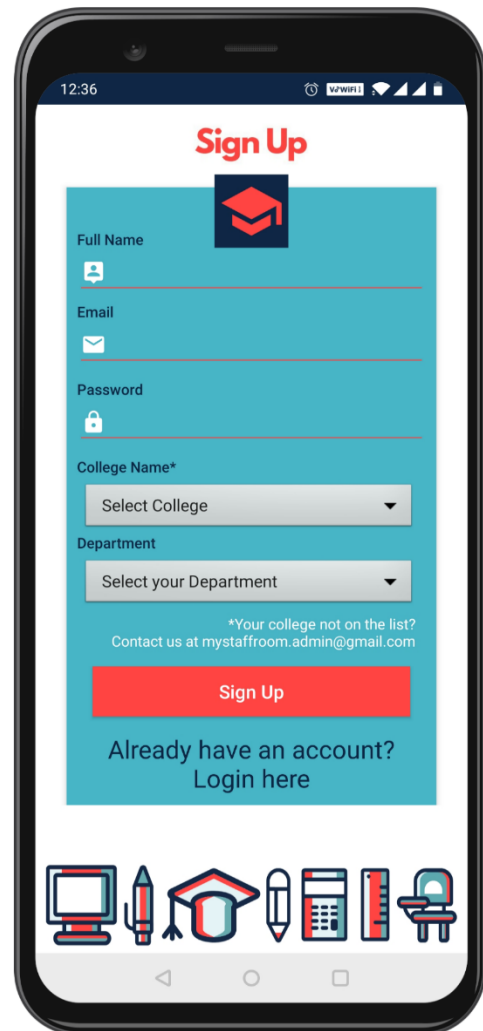 12:36
VoWiFi
Sign Up
Full Name
Email
Password
College Name*
Select College
Department
Select your Department
*Your college not on the list?
Contact us at mystaffroom.admin@gmail.com
Sign Up
Already have an account?
Login here